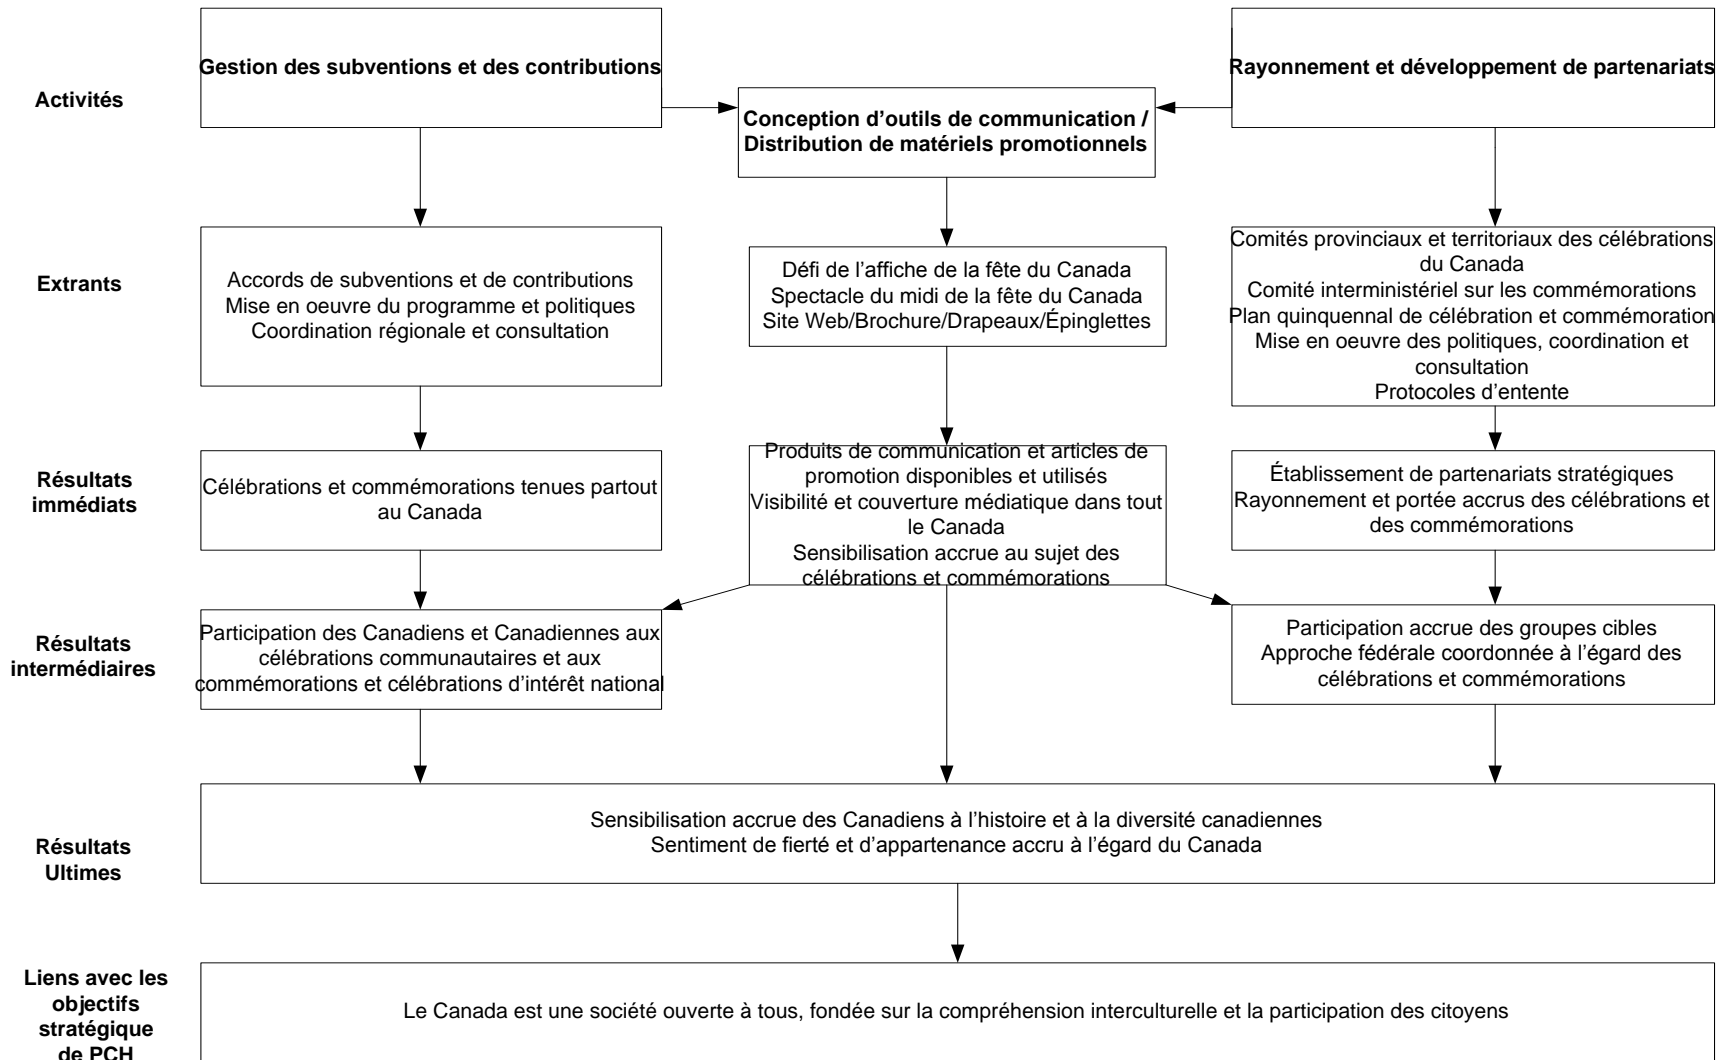 Activités
Gestion des subventions et des contributions
Conception d’outils de communication /
Distribution de matériels promotionnels
Rayonnement et développement de partenariats
Extrants
Accords de subventions et de contributions
Mise en oeuvre du programme et politiques
Coordination régionale et consultation
Défi de l’affiche de la fête du Canada
Spectacle du midi de la fête du Canada
Site Web/Brochure/Drapeaux/Épinglettes
Comités provinciaux et territoriaux des célébrations
du Canada
Comité interministériel sur les commémorations
Plan quinquennal de célébration et commémoration
Mise en oeuvre des politiques, coordination et
consultation
Protocoles d’entente
Résultats
immédiats
Célébrations et commémorations tenues partout
au Canada
Produits de communication et articles de
promotion disponibles et utilisés
Visibilité et couverture médiatique dans tout
le Canada
Sensibilisation accrue au sujet des
célébrations et commémorations
Établissement de partenariats stratégiques
Rayonnement et portée accrus des célébrations et
des commémorations
Résultats
intermédiaires
Participation des Canadiens et Canadiennes aux
célébrations communautaires et aux
commémorations et célébrations d’intérêt national
Participation accrue des groupes cibles
Approche fédérale coordonnée à l’égard des
célébrations et commémorations
Résultats
Ultimes
Sensibilisation accrue des Canadiens à l’histoire et à la diversité canadiennes
Sentiment de fierté et d’appartenance accru à l’égard du Canada
Liens avec les
objectifs
stratégique
de PCH
Le Canada est une société ouverte à tous, fondée sur la compréhension interculturelle et la participation des citoyens